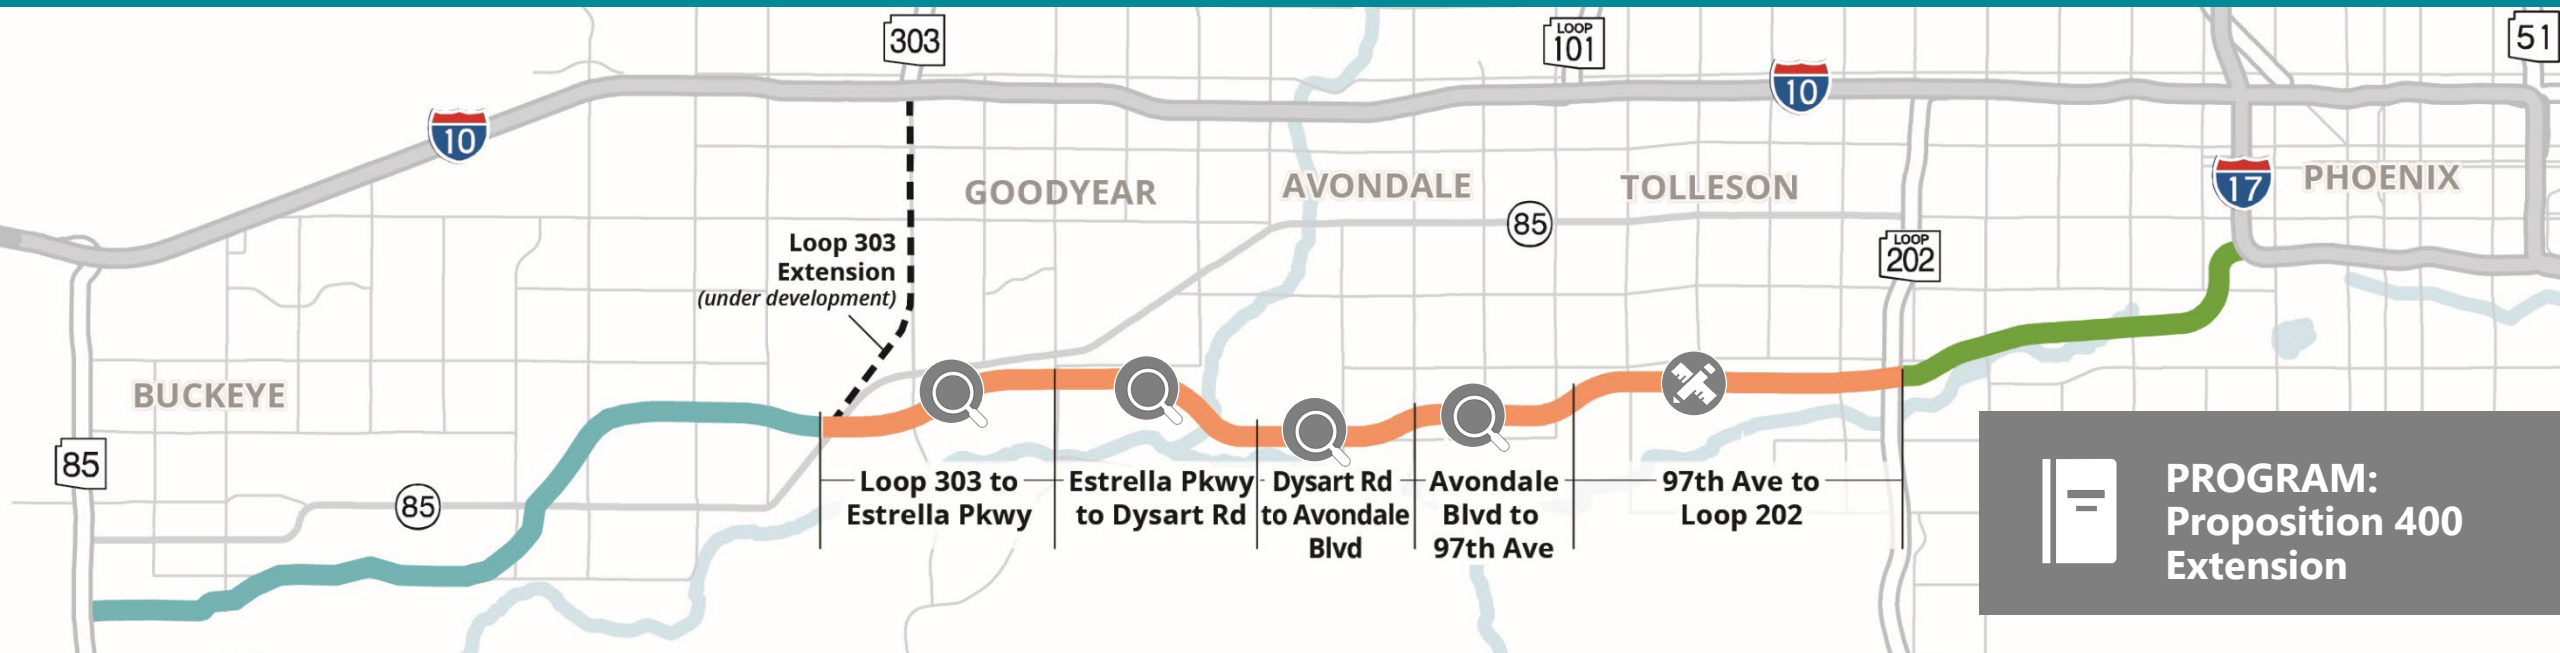 303
LOOP
101
51
10
10
17
GOODYEAR
AVONDALE
TOLLESON
PHOENIX
85
Loop 303
Extension
(under development)
LOOP
202
BUCKEYE
85
85
Loop 303 to
Estrella Pkwy
Estrella Pkwy
to Dysart Rd
Dysart Rd
to Avondale
Blvd
Avondale
Blvd to
97th Ave
97th Ave to
Loop 202
PROGRAM:
Proposition 400
Extension